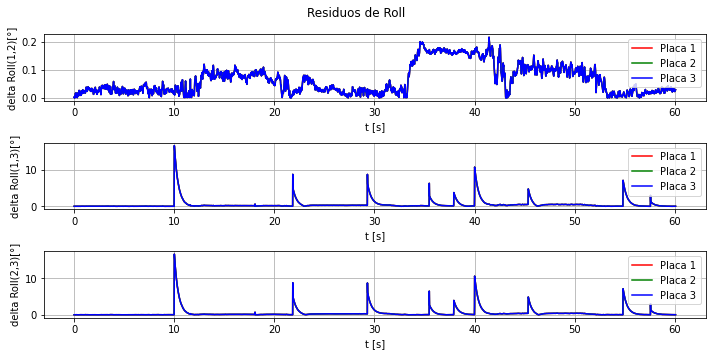 Residuos de Roll
delta Roll(1,2)[°]
0.2
0.1
0.0
Placa 1
Placa 2
Placa 3
0 10 20 30 40 50 60
t [s]
delta Roll(1,3)[°]
10
0
Placa 1
Placa 2
Placa 3
0 10 20 30 40 50 60
t [s]
delta Roll(2,3)[°]
10
0
Placa 1
Placa 2
Placa 3
0 10 20 30 40 50 60
t [s]